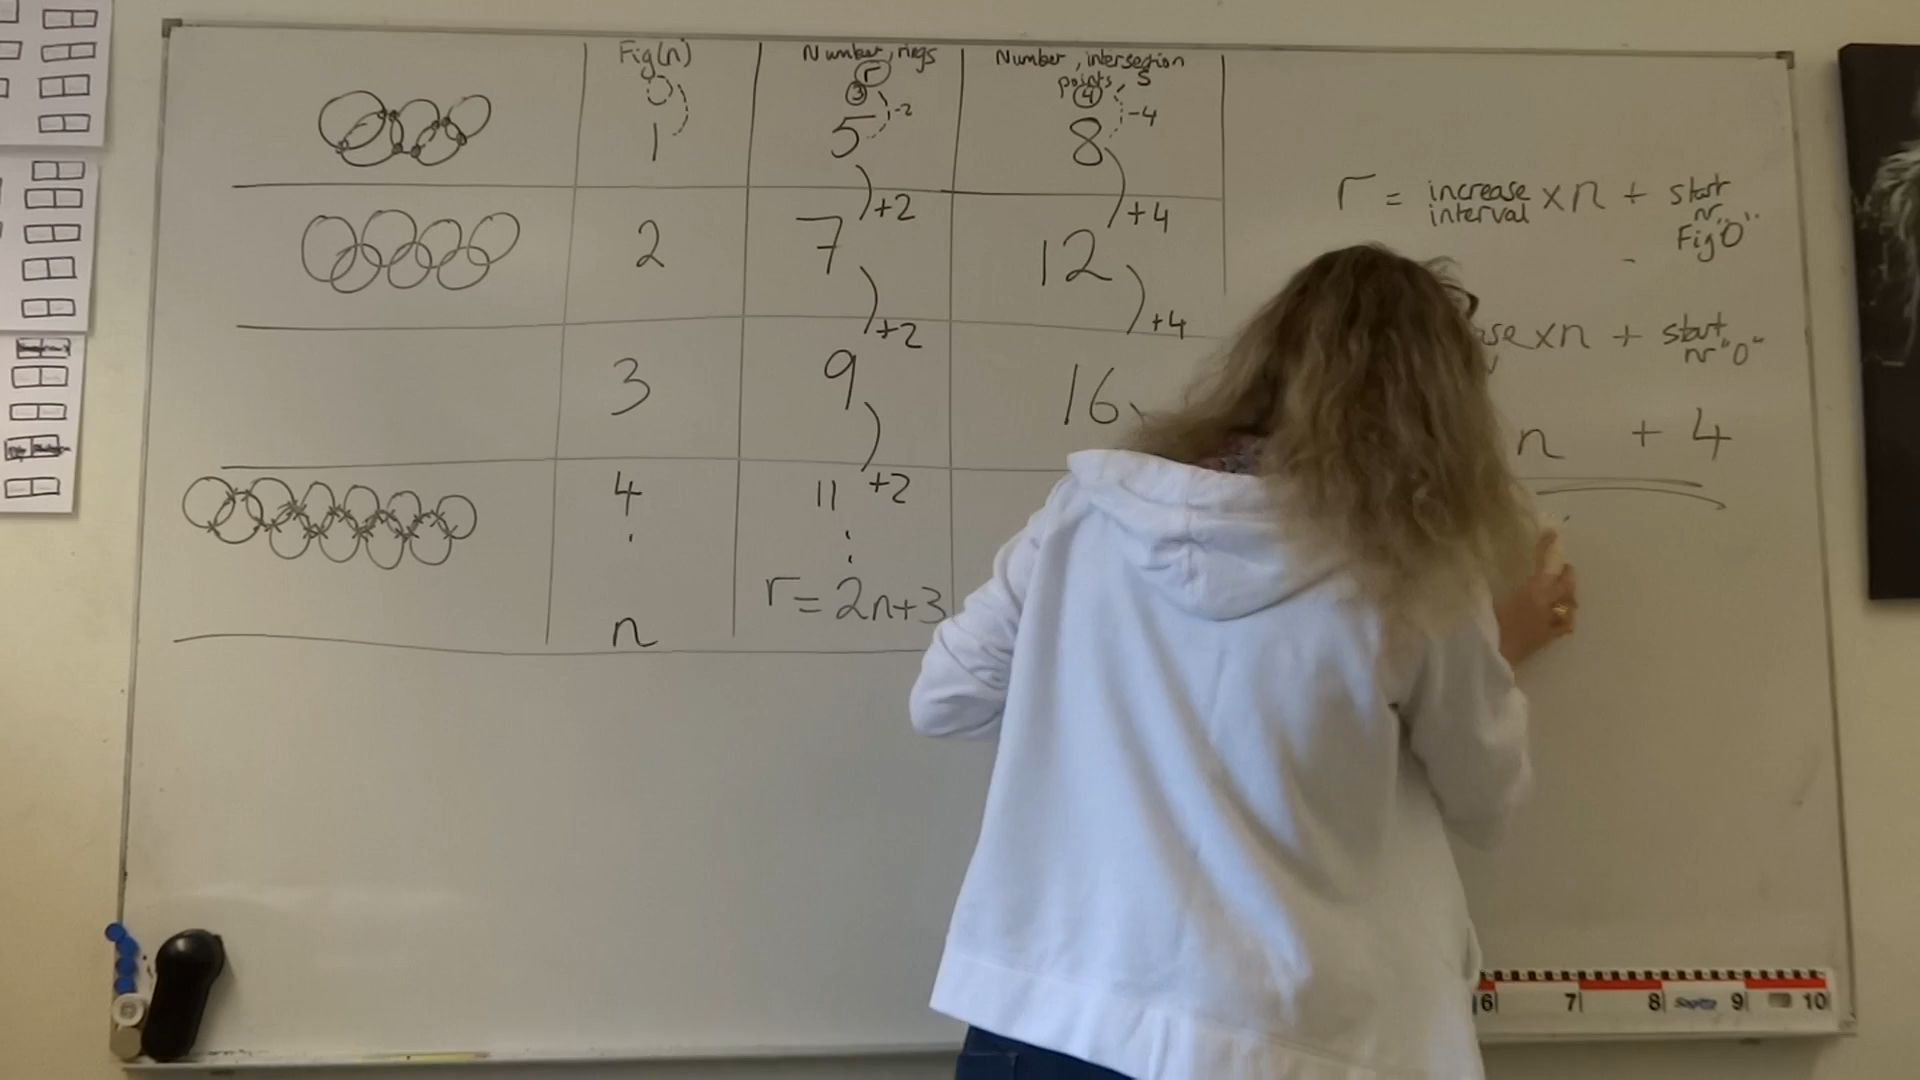 Fig(n) Number, rings Number, intersection
r points, S
0 3 4
1 5 -2 8 -4
+2 +4
r = increase interval x n + start nr. Fig "0"
2 7 12
+2 +4
x n + start nr "0"
3 9 16
n + 4
4 11 +2
r = 2n+3
n
6 7 8 Sagitta 9 10